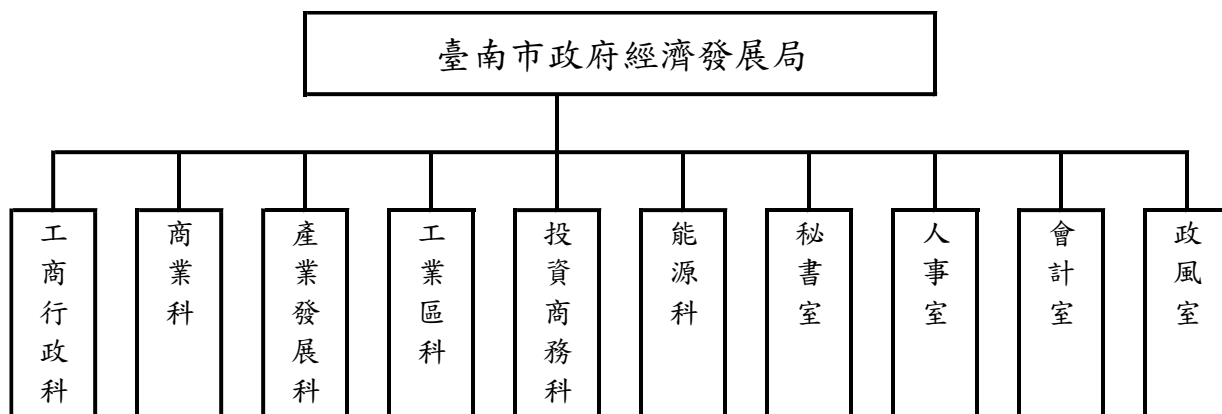 臺南市政府經濟發展局
工商行政科
商業科
產業發展科
工業區科
投資商務科
能源科
秘書室
人事室
會計室
政風室